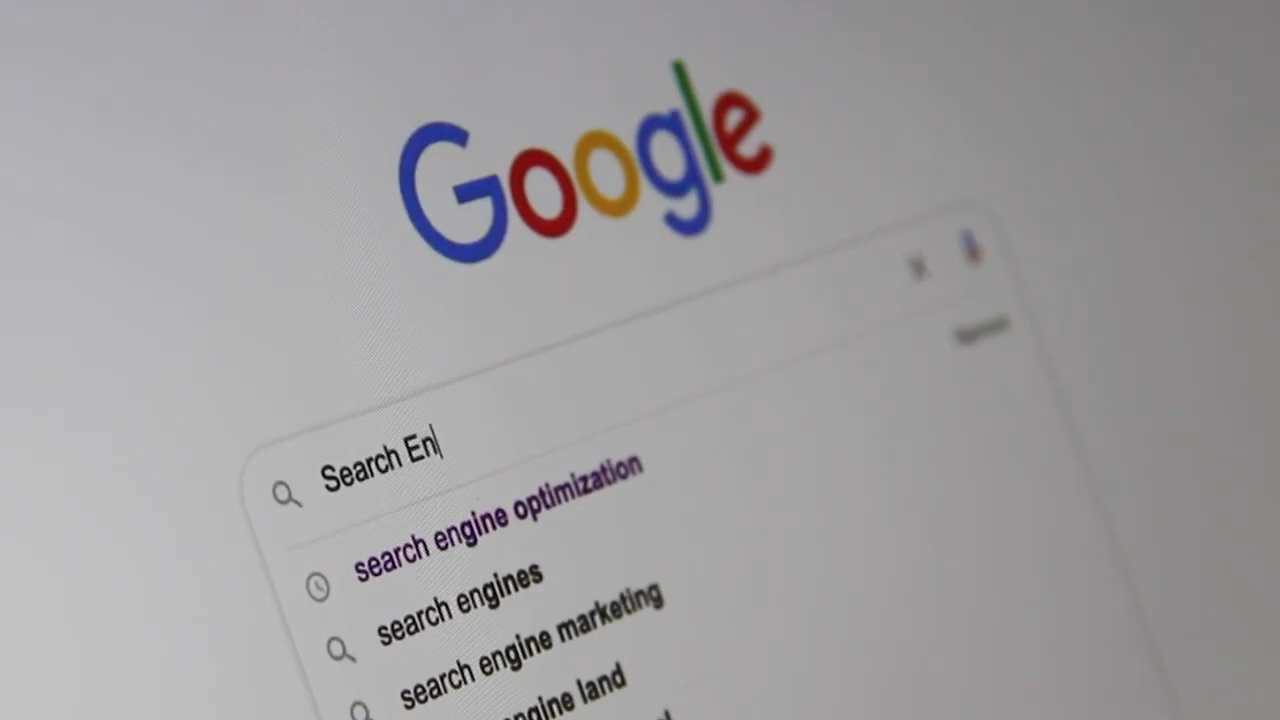 Google
Search En
search engine optimization
search engines
search engine marketing
engine land